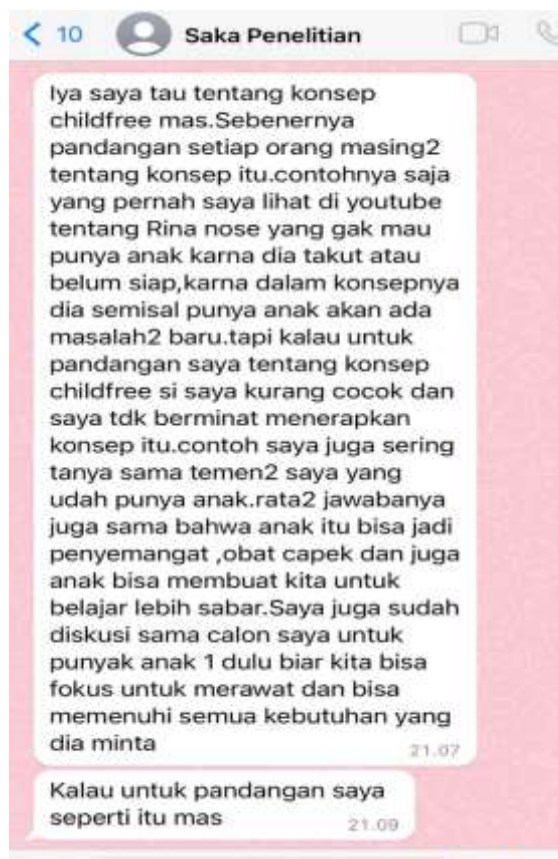 10 Saka Penelitian
Iya saya tau tentang konsep
childfree mas.Sebenernya
pandangan setiap orang masing2
tentang konsep itu.contohnya saja
yang pernah saya lihat di youtube
tentang Rina nose yang gak mau
punya anak karna dia takut atau
belum siap,karna dalam konsepnya
dia semisal punya anak akan ada
masalah2 baru.tapi kalau untuk
pandangan saya tentang konsep
childfree si saya kurang cocok dan
saya tdk berminat menerapkan
konsep itu.contoh saya juga sering
tanya sama temen2 saya yang
udah punya anak.rata2 jawabanya
juga sama bahwa anak itu bisa jadi
penyemangat ,obat capek dan juga
anak bisa membuat kita untuk
belajar lebih sabar.Saya juga sudah
diskusi sama calon saya untuk
punyak anak 1 dulu biar kita bisa
fokus untuk merawat dan bisa
memenuhi semua kebutuhan yang
dia minta
21.07
Kalau untuk pandangan saya
seperti itu mas
21.09